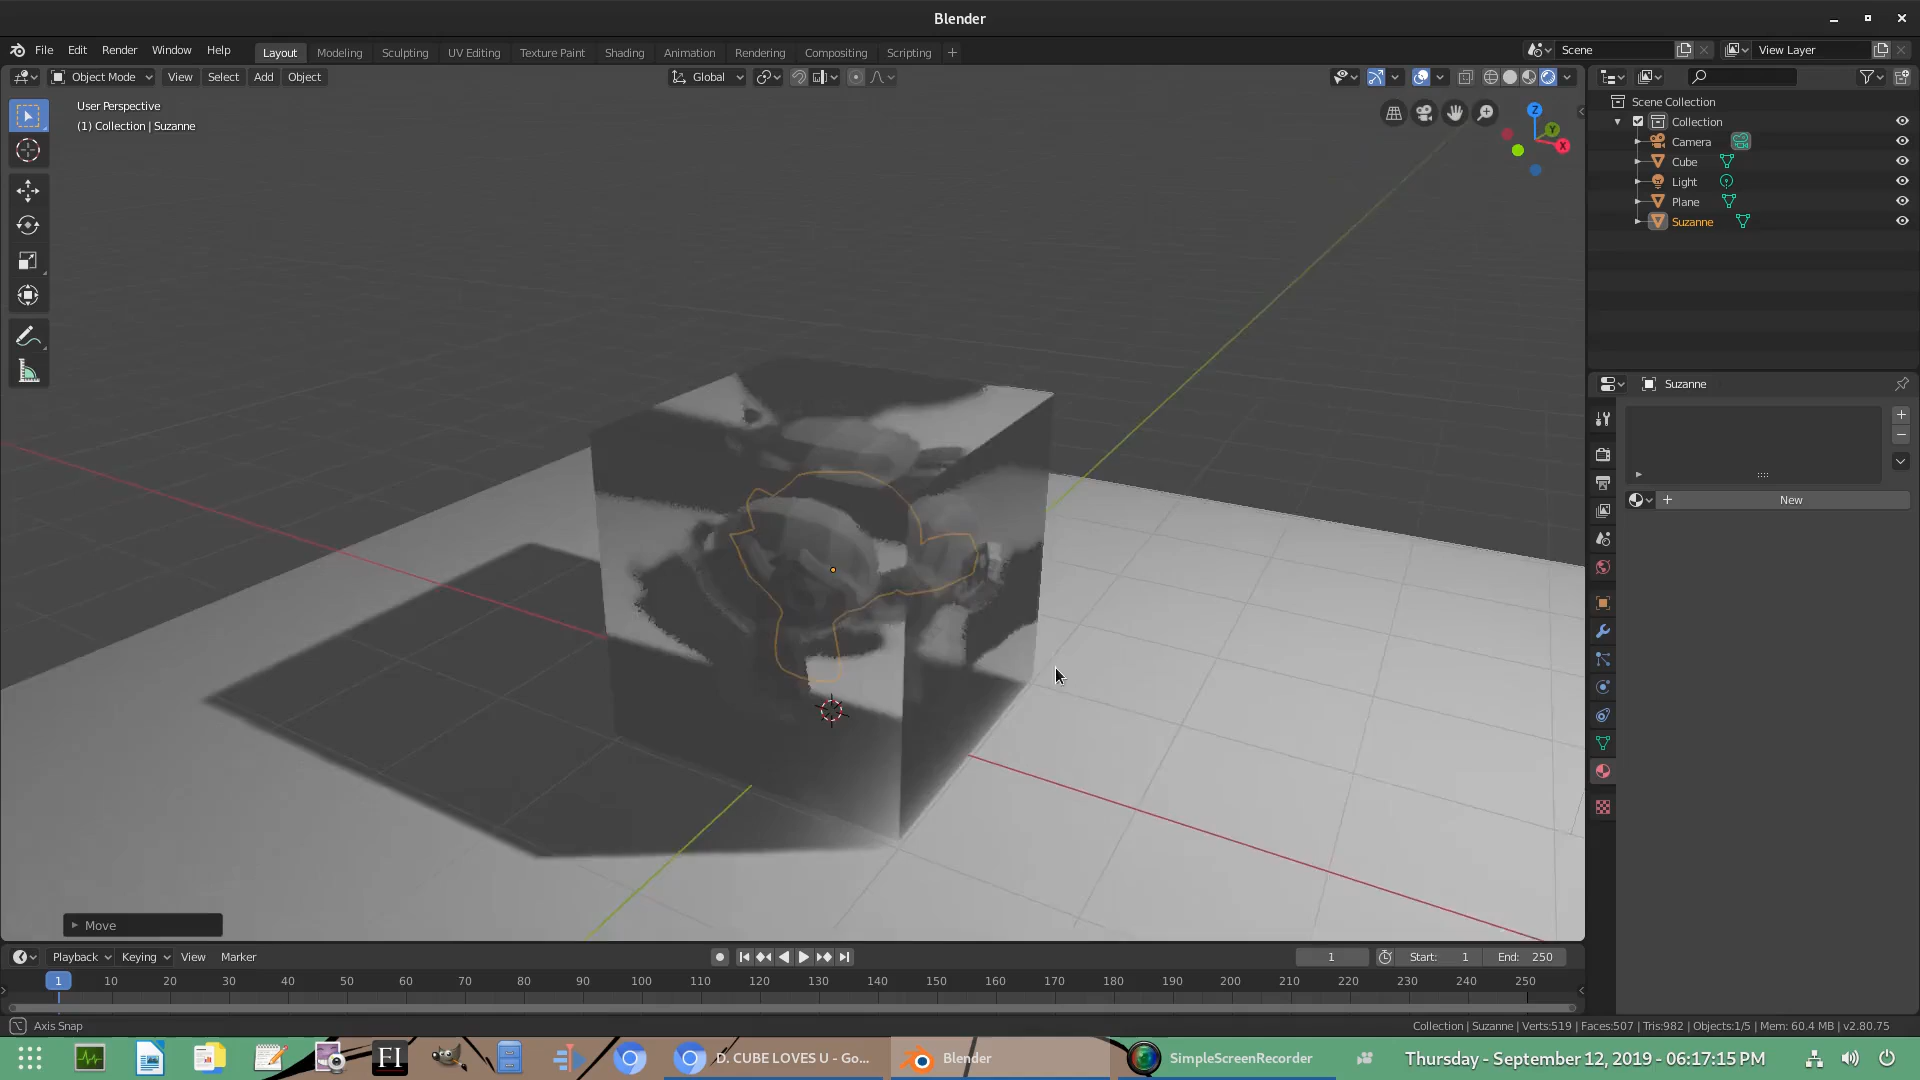 Blender
File Edit Render Window Help
Layout Modeling Sculpting UV Editing Texture Paint Shading Animation Rendering Compositing Scripting +
Scene
View Layer
Object Mode View Select Add Object
Global
User Perspective
(1) Collection | Suzanne
Z
Y
X
Scene Collection
Collection
Camera
Cube
Light
Plane
Suzanne
Suzanne
New
Move
Playback Keying View Marker
1
Start: 1
End: 250
1 10 20 30 40 50 60 70 80 90 100 110 120 130 140 150 160 170 180 190 200 210 220 230 240 250
Axis Snap
Collection | Suzanne | Verts:519 | Faces:507 | Tris:982 | Objects:1/5 | Mem: 60.4 MB | v2.80.75
FI
D. CUBE LOVES U - Go...
Blender
SimpleScreenRecorder
Thursday - September 12, 2019 - 06:17:15 PM